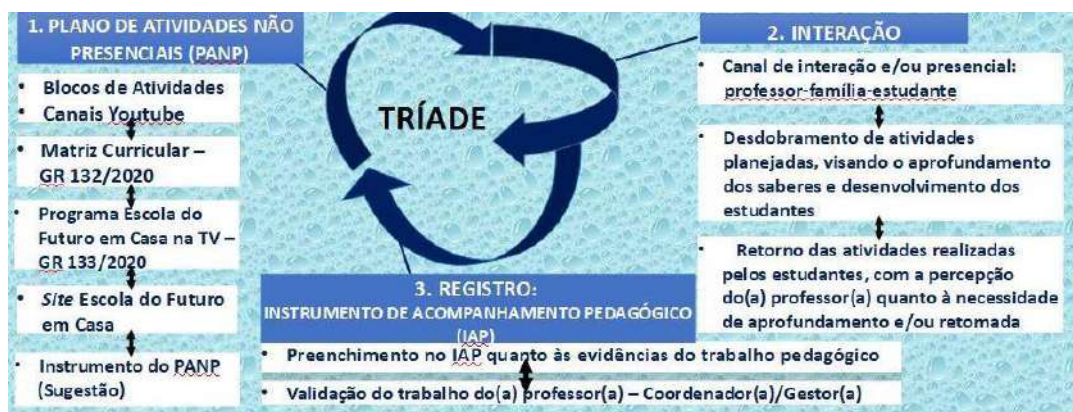 1. PLANO DE ATIVIDADES NÃO
PRESENCIAIS (PANP)
• Blocos de Atividades
• Canais Youtube
• Matriz Curricular –
GR 132/2020
• Programa Escola do
Futuro em Casa na TV –
GR 133/2020
• Site Escola do Futuro
em Casa
• Instrumento do PANP
(Sugestão)
TRÍADE
2. INTERAÇÃO
• Canal de interação e/ou presencial:
professor-família-estudante
• Desdobramento de atividades
planejadas, visando o aprofundamento
dos saberes e desenvolvimento dos
estudantes
• Retorno das atividades realizadas
pelos estudantes, com a percepção
do(a) professor(a) quanto à necessidade
de aprofundamento e/ou retomada
3. REGISTRO:
INSTRUMENTO DE ACOMPANHAMENTO PEDAGÓGICO
(IAP)
• Preenchimento no IAP quanto às evidências do trabalho pedagógico
• Validação do trabalho do(a) professor(a) – Coordenador(a)/Gestor(a)